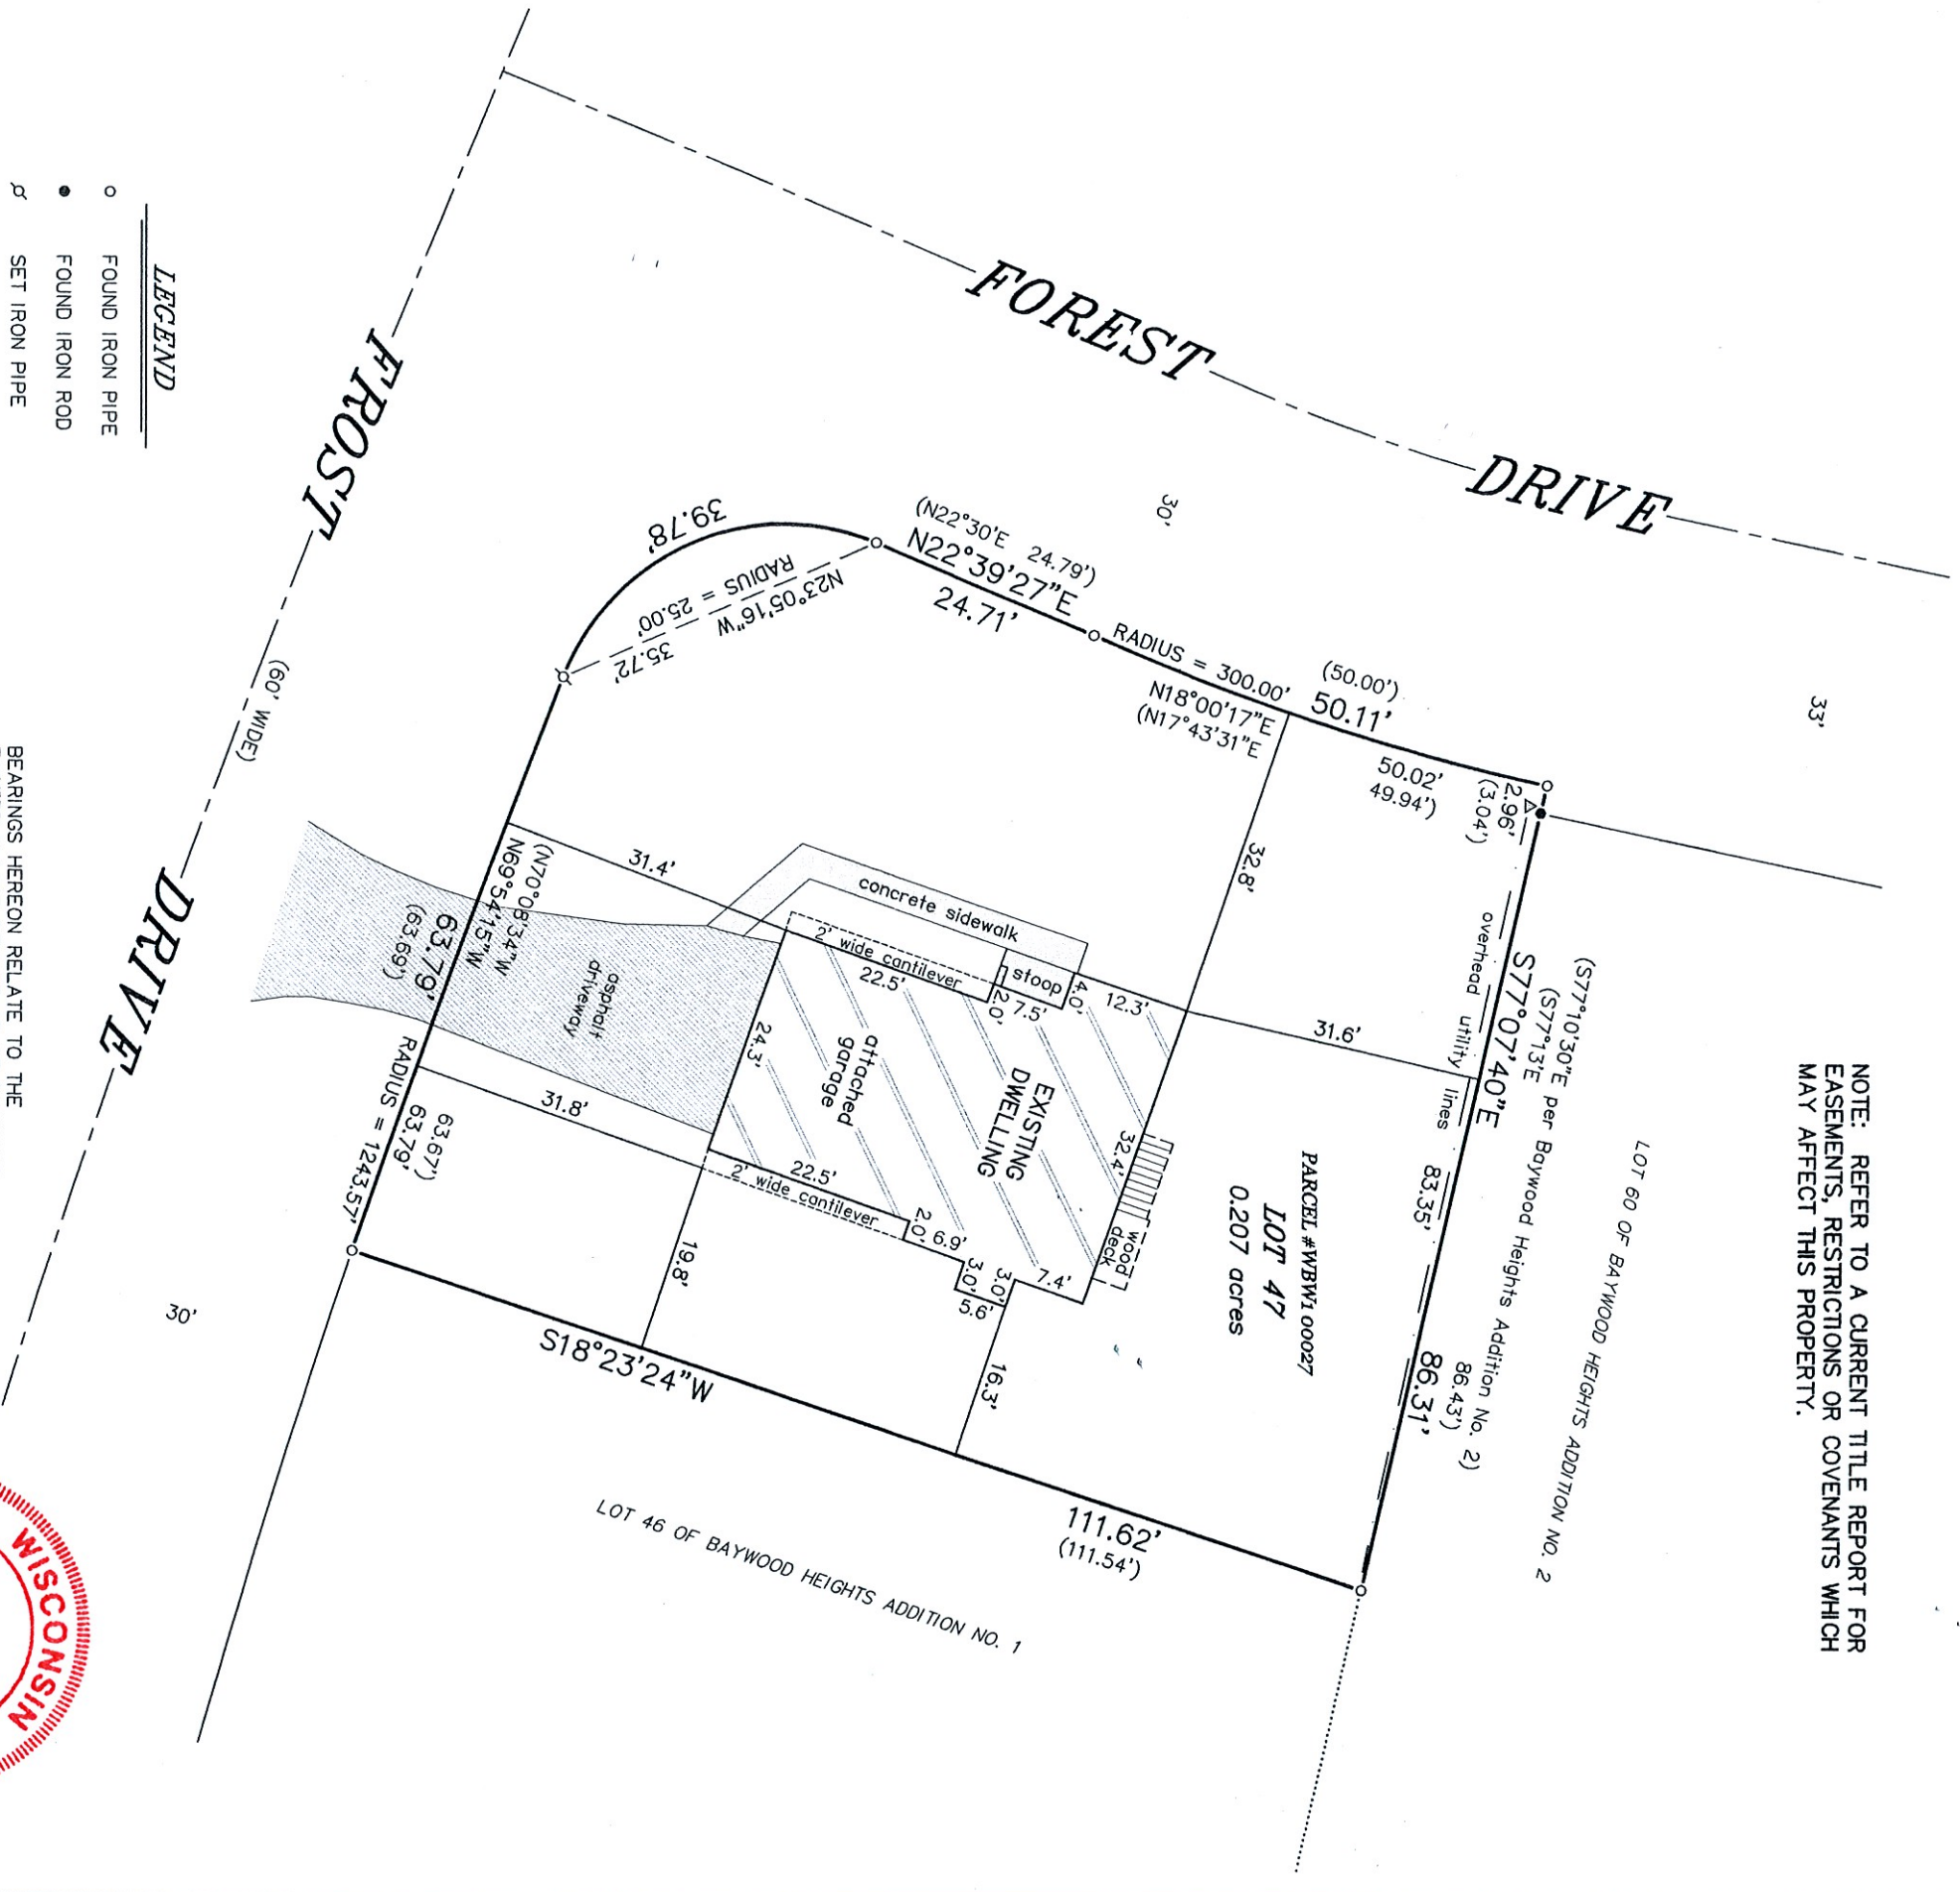 NOTE: REFER TO A CURRENT TITLE REPORT FOR
EASEMENTS, RESTRICTIONS OR COVENANTS WHICH
MAY AFFECT THIS PROPERTY.
FOREST
DRIVE
33'
30'
LOT 60 OF BAYWOOD HEIGHTS ADDITION NO. 2
(S77°10'30"E per Baywood Heights Addition No. 2)
(S77°13'E
86.43')
S77°07'40"E
86.31'
83.35'
overhead utility lines
2.96'
(3.04')
(50.00')
50.11'
RADIUS = 300.00'
N18°00'17"E
50.02'
(N17°43'31"E
49.94')
(N22°30'E 24.79')
N22°39'27"E
24.71'
39.78'
N23°05'16"W
35.72'
RADIUS = 25.00'
PARCEL #WBW1 00027
LOT 47
0.207 acres
32.8'
31.6'
31.4'
concrete sidewalk
2' wide cantilever
22.5'
stoop
4.0'
12.3'
2.0'
7.5'
32.4'
wood
deck
EXISTING
DWELLING
attached
garage
24.3'
22.5'
2' wide cantilever
2.0'
6.9'
3.0'
3.0'
5.6'
7.4'
16.3'
19.8'
asphalt
driveway
31.8'
(N70°08'34"W
63.67')
N69°54'15"W
63.79'
63.79'
(63.69')
RADIUS = 1243.57'
S18°23'24"W
111.62'
(111.54')
LOT 46 OF BAYWOOD HEIGHTS ADDITION NO. 1
FROST
DRIVE
(60' WIDE)
30'
LEGEND
FOUND IRON PIPE
FOUND IRON ROD
SET IRON PIPE
BEARINGS HEREON RELATE TO THE
WISCONSIN